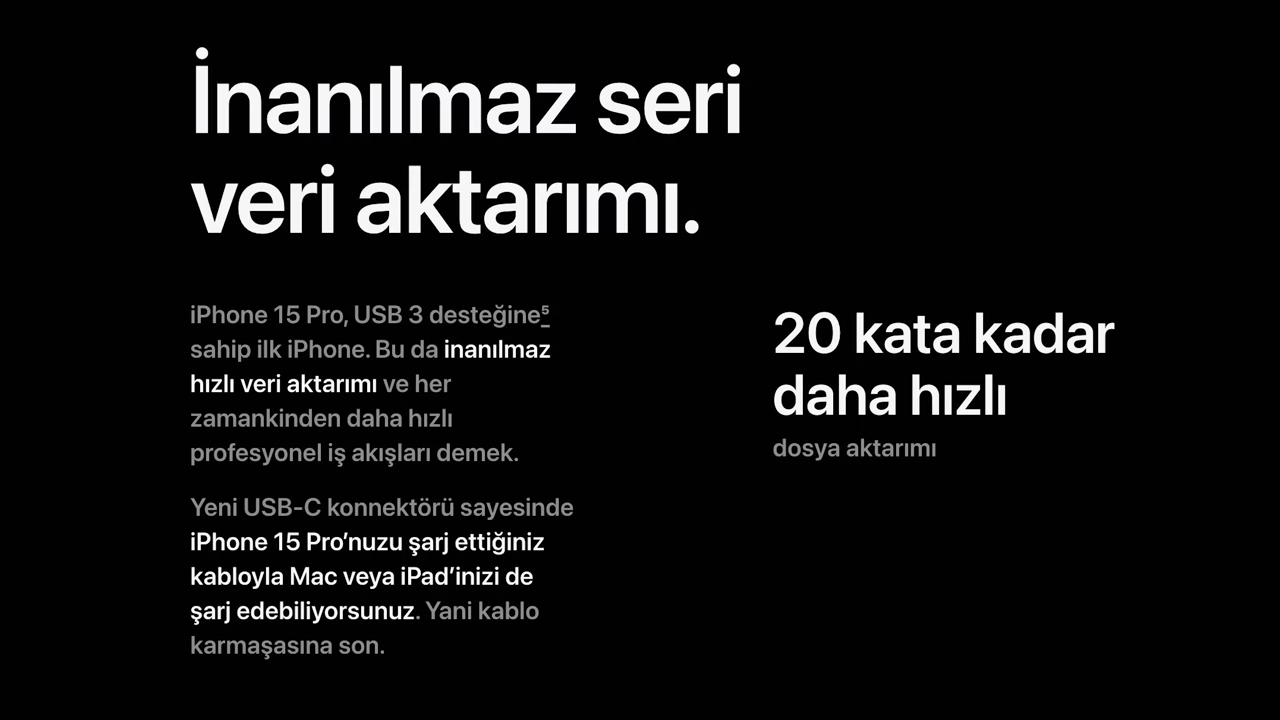 İnanılmaz seri
veri aktarımı.
iPhone 15 Pro, USB 3 desteğine⁵
sahip ilk iPhone. Bu da inanılmaz
hızlı veri aktarımı ve her
zamankinden daha hızlı
profesyonel iş akışları demek.
Yeni USB-C konnektörü sayesinde
iPhone 15 Pro’nuzu şarj ettiğiniz
kabloyla Mac veya iPad’inizi de
şarj edebiliyorsunuz. Yani kablo
karmaşasına son.
20 kata kadar
daha hızlı
dosya aktarımı